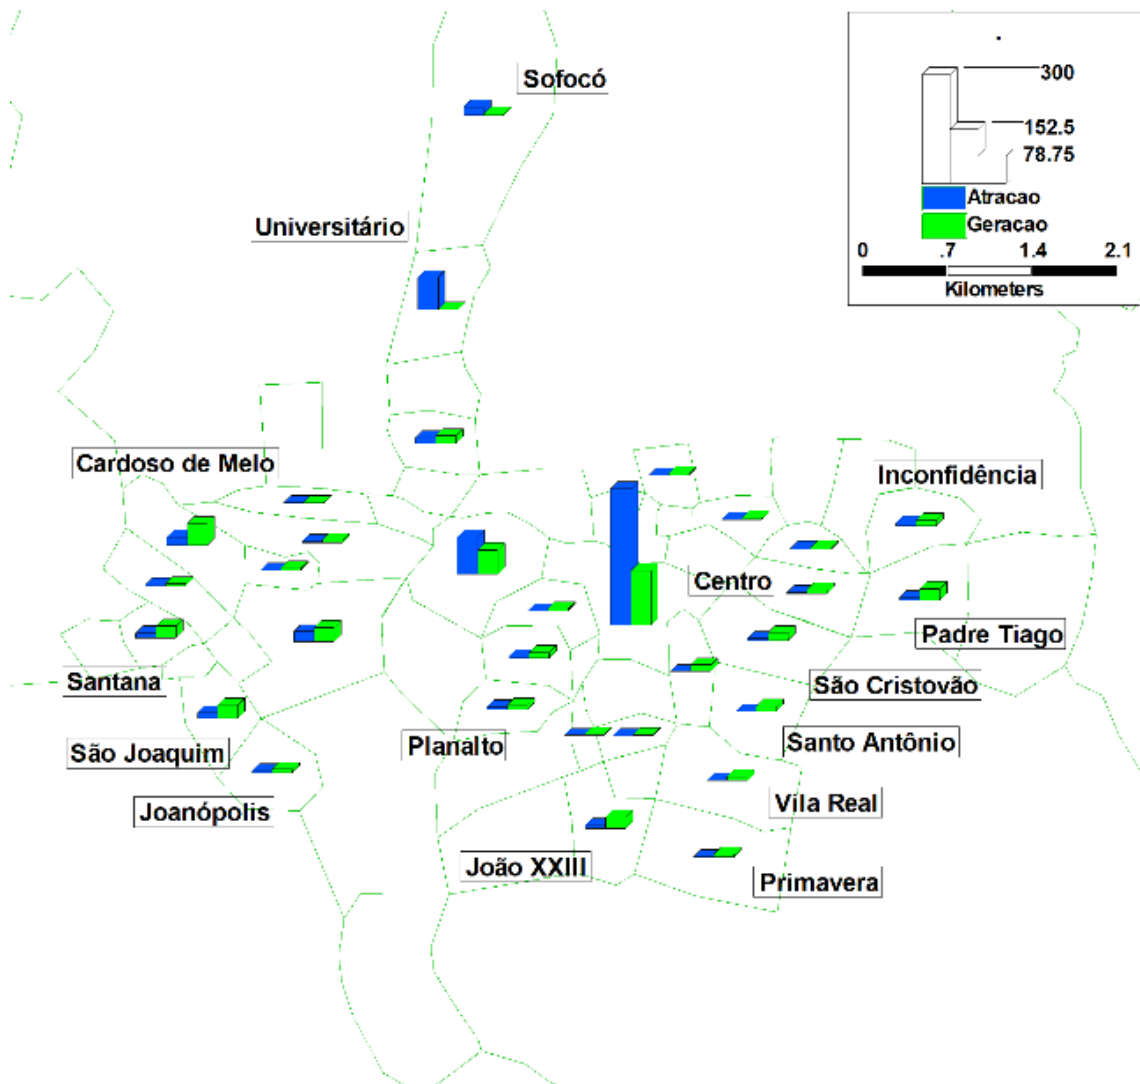 Sofocó
300
152.5
78.75
Atracao
Geracao
0 .7 1.4 2.1
Kilometers
Universitário
Cardoso de Melo
Inconfidência
Centro
Padre Tiago
Santana
São Cristovão
São Joaquim
Planalto
Santo Antônio
Joanópolis
Vila Real
João XXIII
Primavera